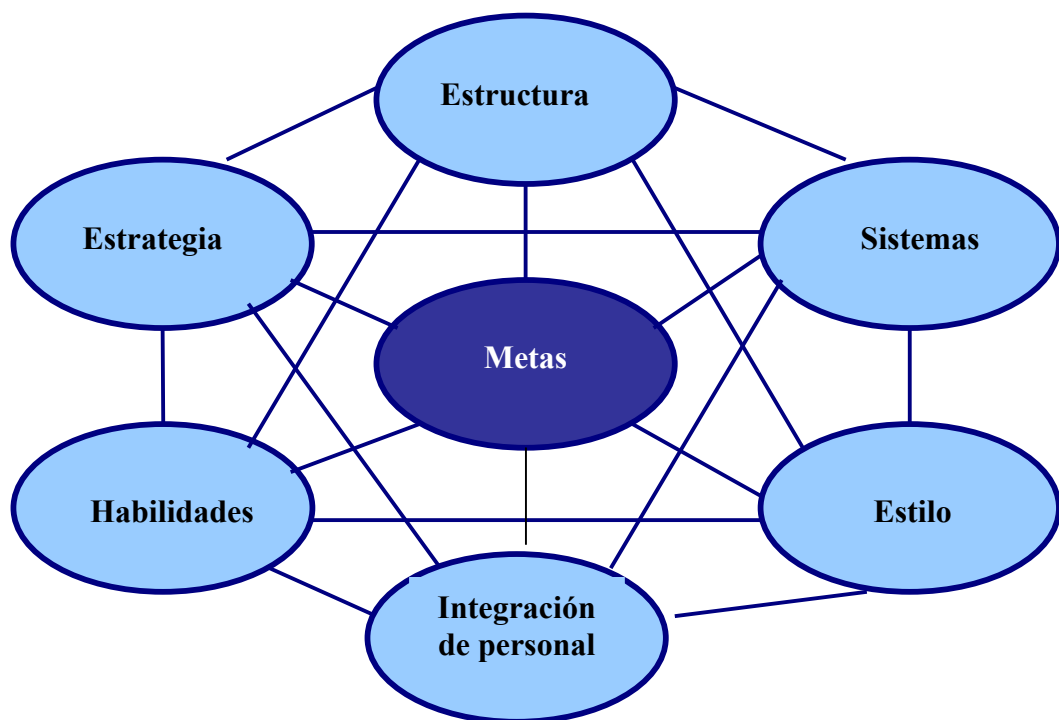 Estructura
Estrategia
Sistemas
Metas
Habilidades
Estilo
Integración
de personal